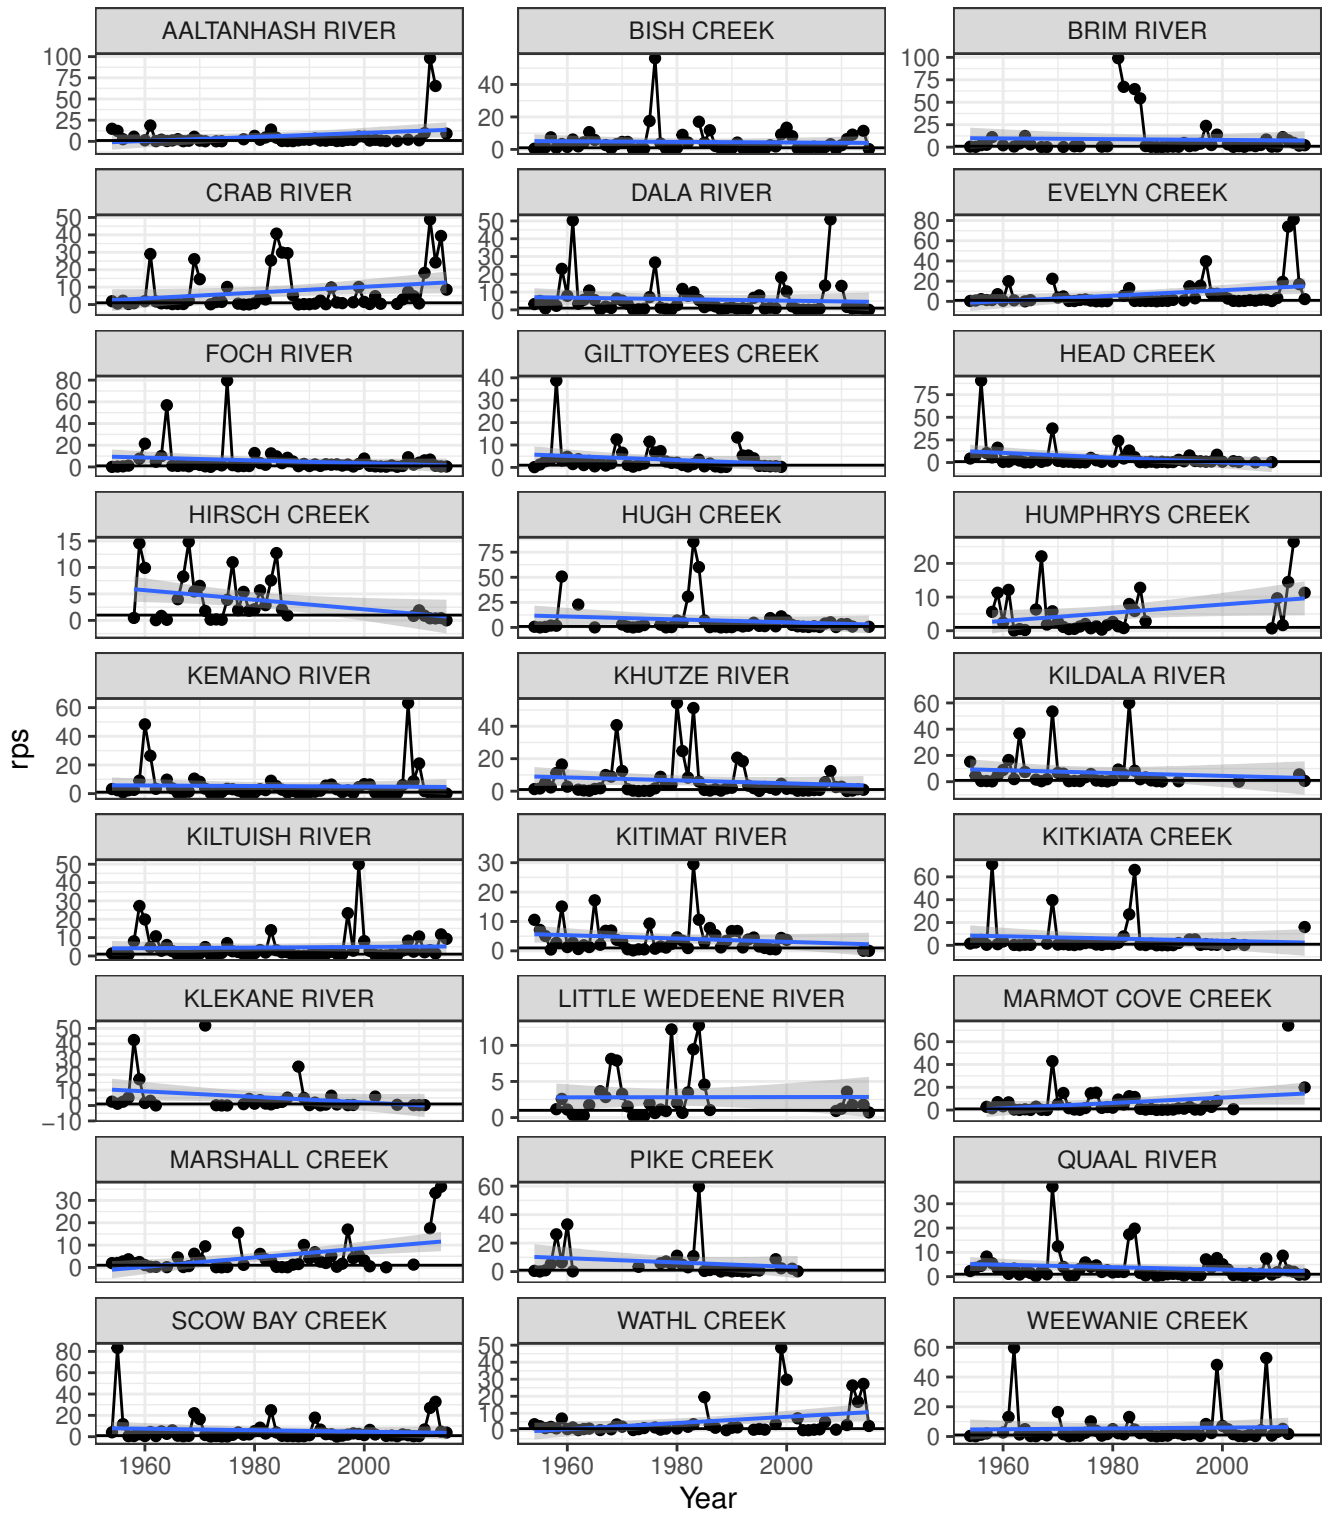 AALTANHASH RIVER BISH CREEK BRIM RIVER
100 75 50 25 0
40 20 0
100 75 50 25 0
CRAB RIVER DALA RIVER EVELYN CREEK
50 40 30 20 10 0
50 40 30 20 10 0
80 60 40 20 0
FOCH RIVER GILTTOYEES CREEK HEAD CREEK
80 60 40 20 0
40 30 20 10 0
75 50 25 0
HIRSCH CREEK HUGH CREEK HUMPHRYS CREEK
15 10 5 0
75 50 25 0
20 10 0
KEMANO RIVER KHUTZE RIVER KILDALA RIVER
60 40 20 0
40 20 0
60 40 20 0
rps
KILTUISH RIVER KITIMAT RIVER KITKIATA CREEK
50 40 30 20 10 0
30 20 10 0
60 40 20 0
KLEKANE RIVER LITTLE WEDEENE RIVER MARMOT COVE CREEK
50 40 30 20 10 0 −10
10 5 0
60 40 20 0
MARSHALL CREEK PIKE CREEK QUAAL RIVER
30 20 10 0
60 40 20 0
30 20 10 0
SCOW BAY CREEK WATHL CREEK WEEWANIE CREEK
80 60 40 20 0
50 40 30 20 10 0
60 40 20 0
1960 1980 2000 1960 1980 2000 1960 1980 2000
Year